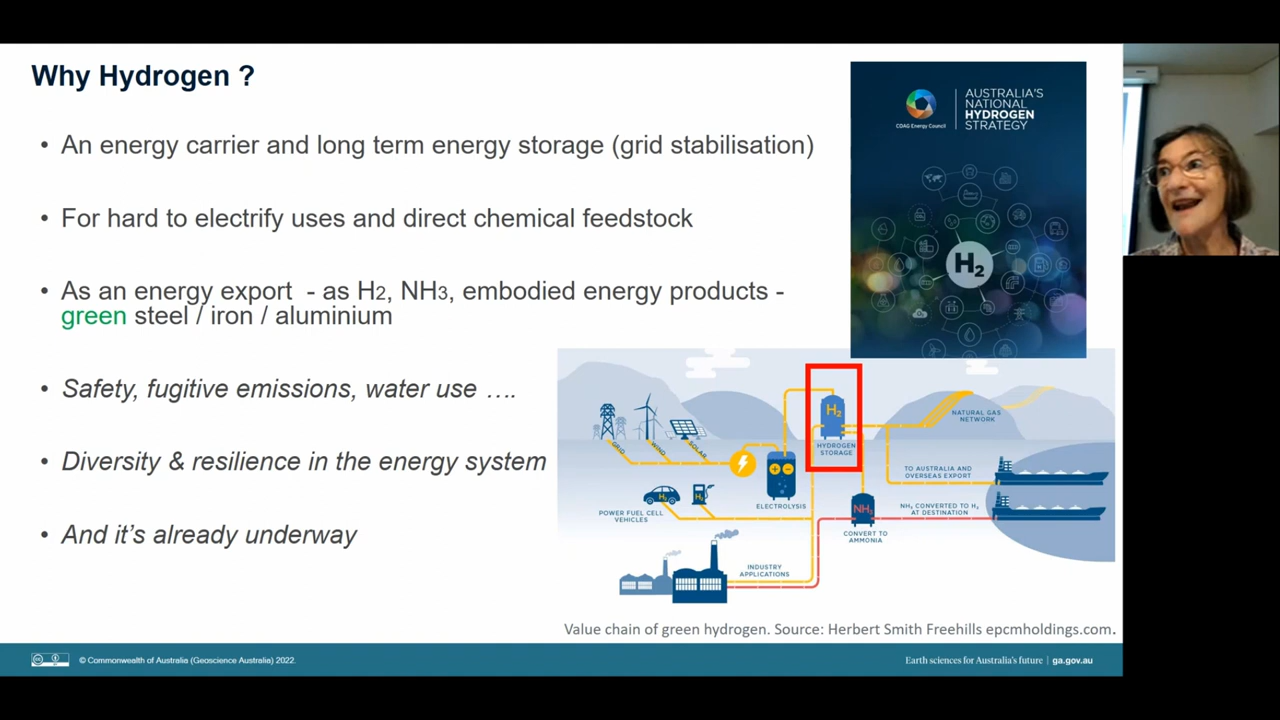 Why Hydrogen ?
• An energy carrier and long term energy storage (grid stabilisation)
• For hard to electrify uses and direct chemical feedstock
• As an energy export - as H2, NH3, embodied energy products -
green steel / iron / aluminium
• Safety, fugitive emissions, water use ….
• Diversity & resilience in the energy system
• And it's already underway
COAG Energy Council
AUSTRALIA'S
NATIONAL
HYDROGEN
STRATEGY
H2
GRID
WIND
SOLAR
H2
HYDROGEN
STORAGE
NATURAL GAS
NETWORK
ELECTROLYSIS
TO AUSTRALIA AND
OVERSEAS EXPORT
H2
H2
POWER FUEL CELL
VEHICLES
NH3
CONVERT TO
AMMONIA
NH3 CONVERTED TO H2
AT DESTINATION
INDUSTRY
APPLICATIONS
Value chain of green hydrogen. Source: Herbert Smith Freehills epcmholdings.com.
© Commonwealth of Australia (Geoscience Australia) 2022.
Earth sciences for Australia's future | ga.gov.au